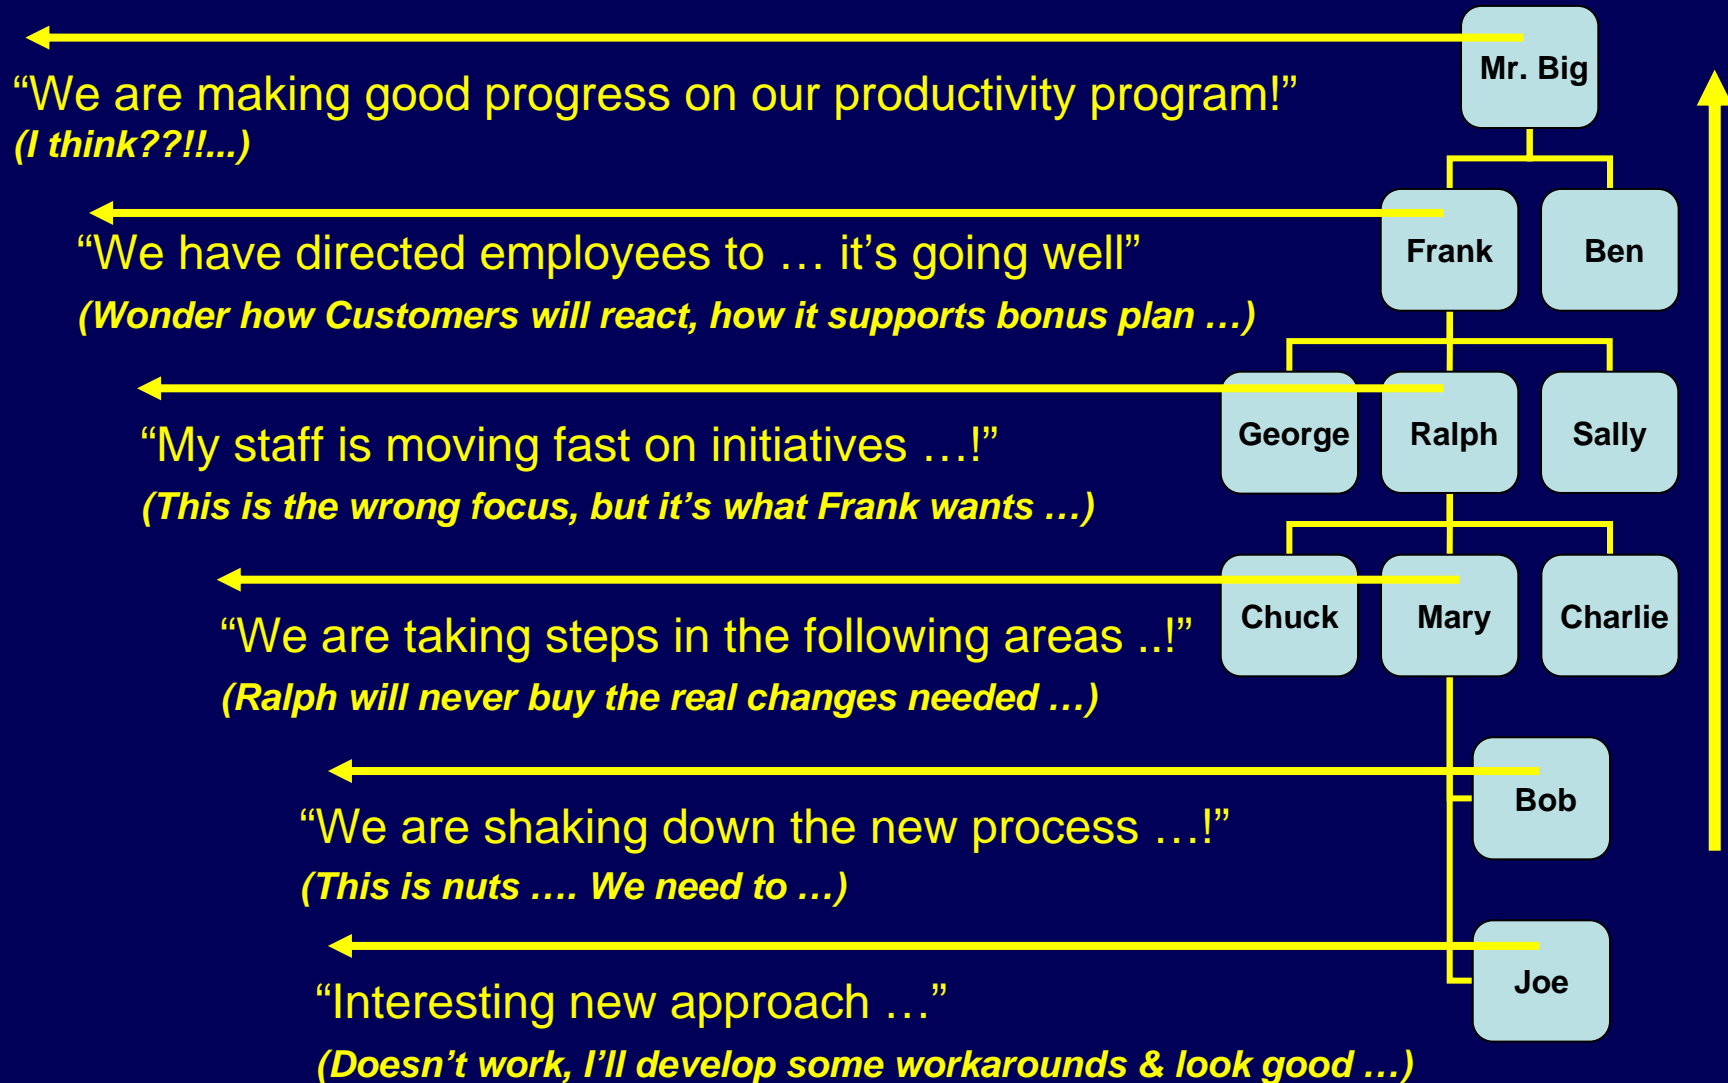 Mr. Big
“We are making good progress on our productivity program!”
(I think??!!...)
Frank
Ben
“We have directed employees to … it’s going well”
(Wonder how Customers will react, how it supports bonus plan …)
George
Ralph
Sally
“My staff is moving fast on initiatives …!”
(This is the wrong focus, but it’s what Frank wants …)
Chuck
Mary
Charlie
“We are taking steps in the following areas ..!”
(Ralph will never buy the real changes needed …)
Bob
“We are shaking down the new process …!”
(This is nuts …. We need to …)
Joe
“Interesting new approach …”
(Doesn’t work, I’ll develop some workarounds & look good …)